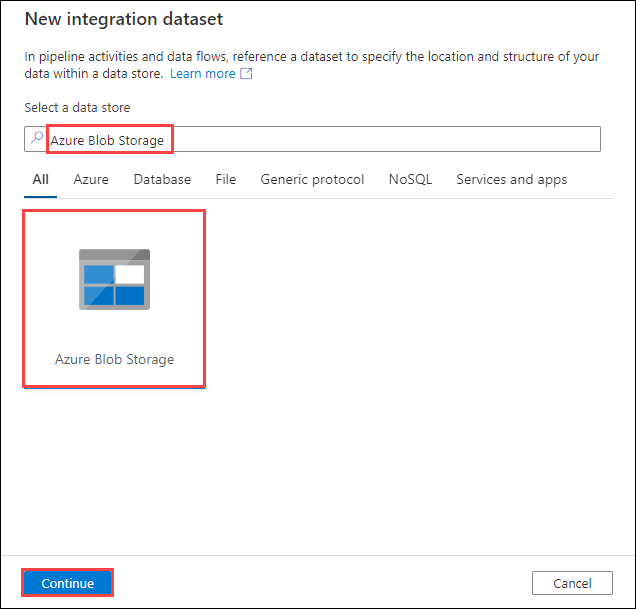 New integration dataset
In pipeline activities and data flows, reference a dataset to specify the location and structure of your
data within a data store. Learn more
Select a data store
Azure Blob Storage
All Azure Database File Generic protocol NoSQL Services and apps
Azure Blob Storage
Continue Cancel